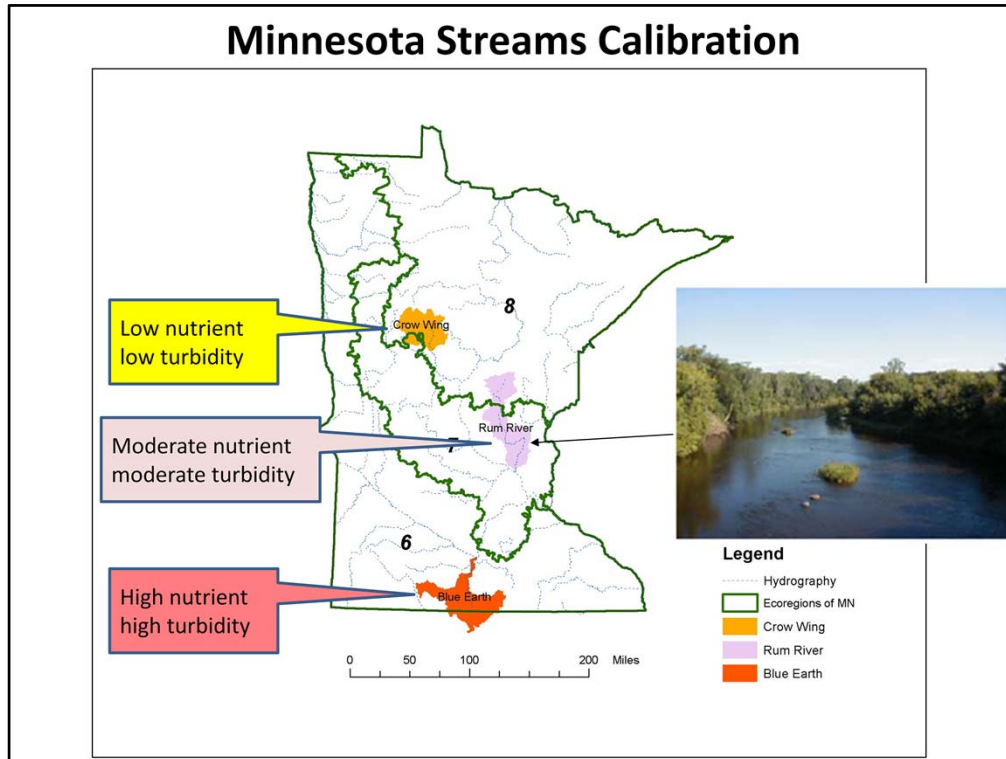 Minnesota Streams Calibration
Low nutrient
low turbidity
8
Crow Wing
Moderate nutrient
moderate turbidity
Rum River
7
6
High nutrient
high turbidity
Blue Earth
0 50 100 200 Miles
Legend
Hydrography
Ecoregions of MN
Crow Wing
Rum River
Blue Earth